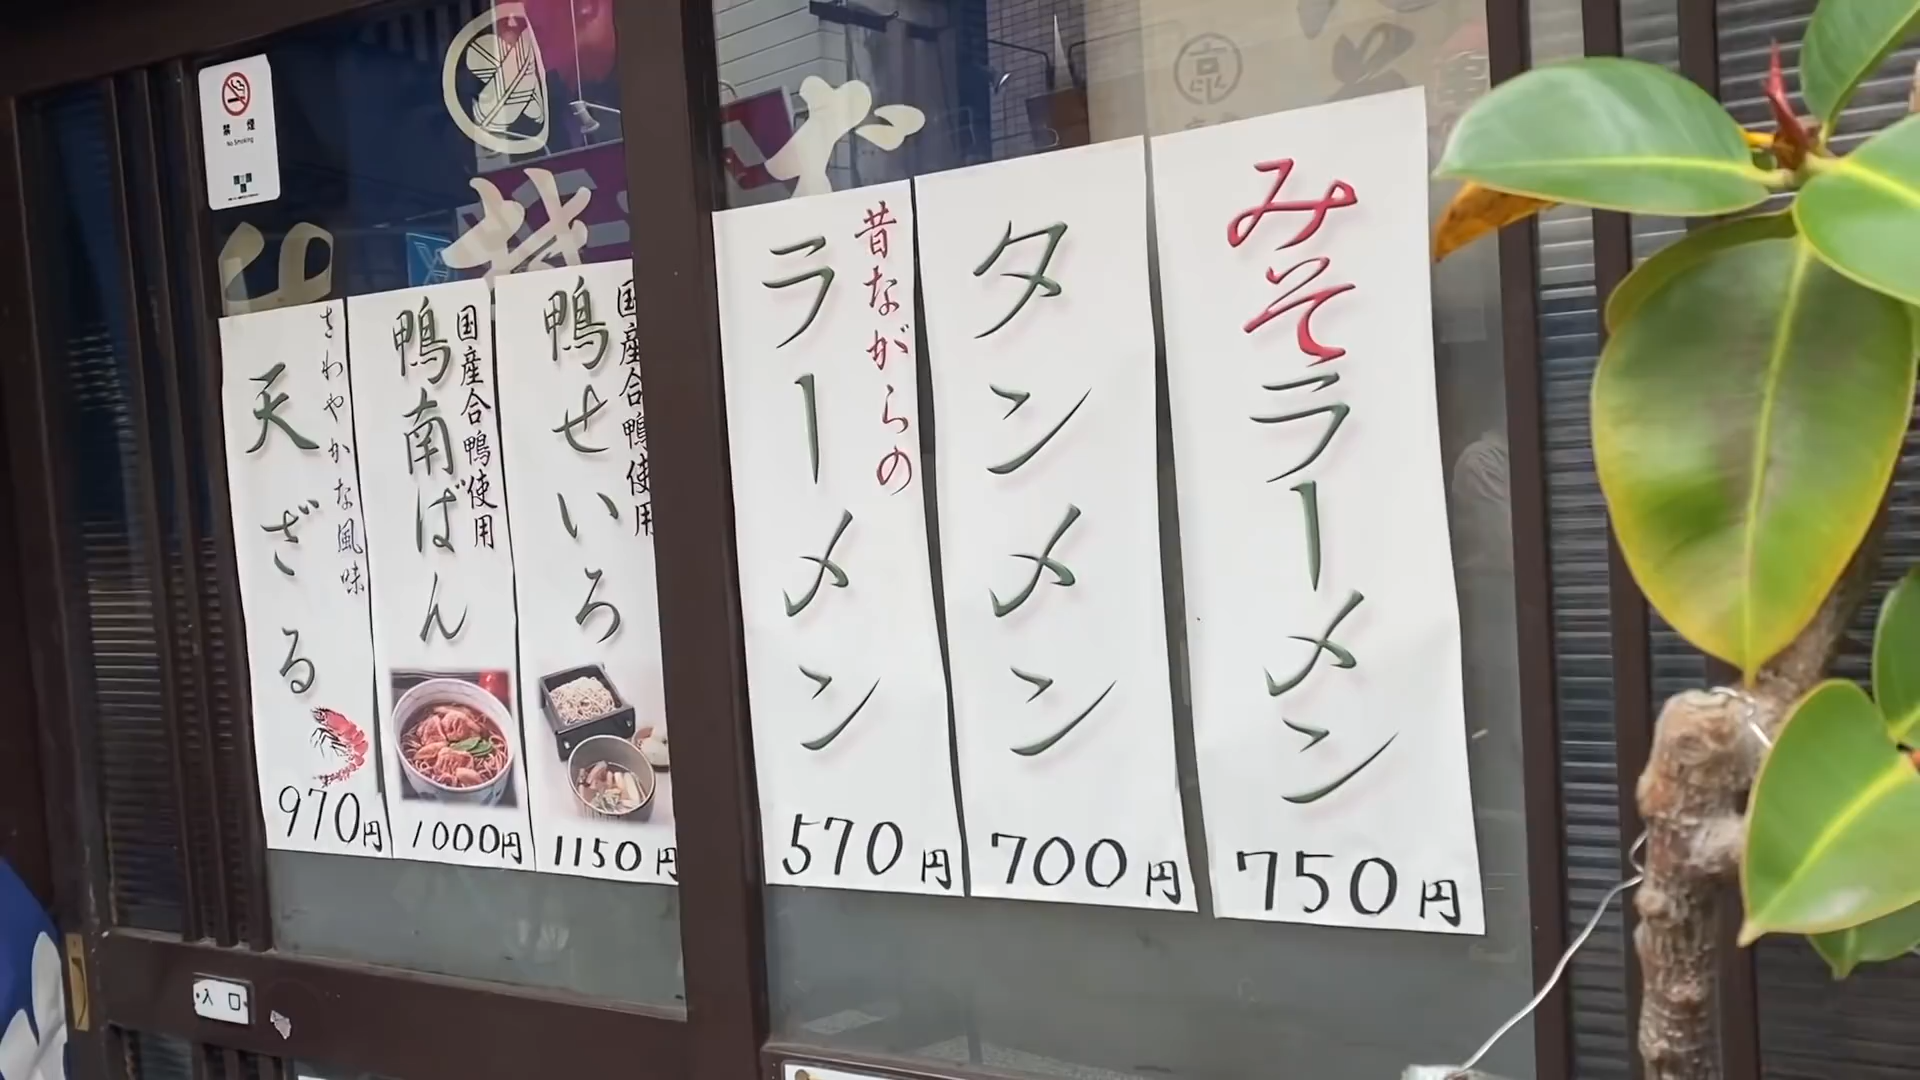 禁煙
No Smoking
さわやかな風味
天ざる
970円
国産合鴨使用
鴨南ばん
1000円
国産合鴨使用
鴨せいろ
1150円
昔ながらの
ラーメン
570円
タンメン
700円
みそラーメン
750円
入口